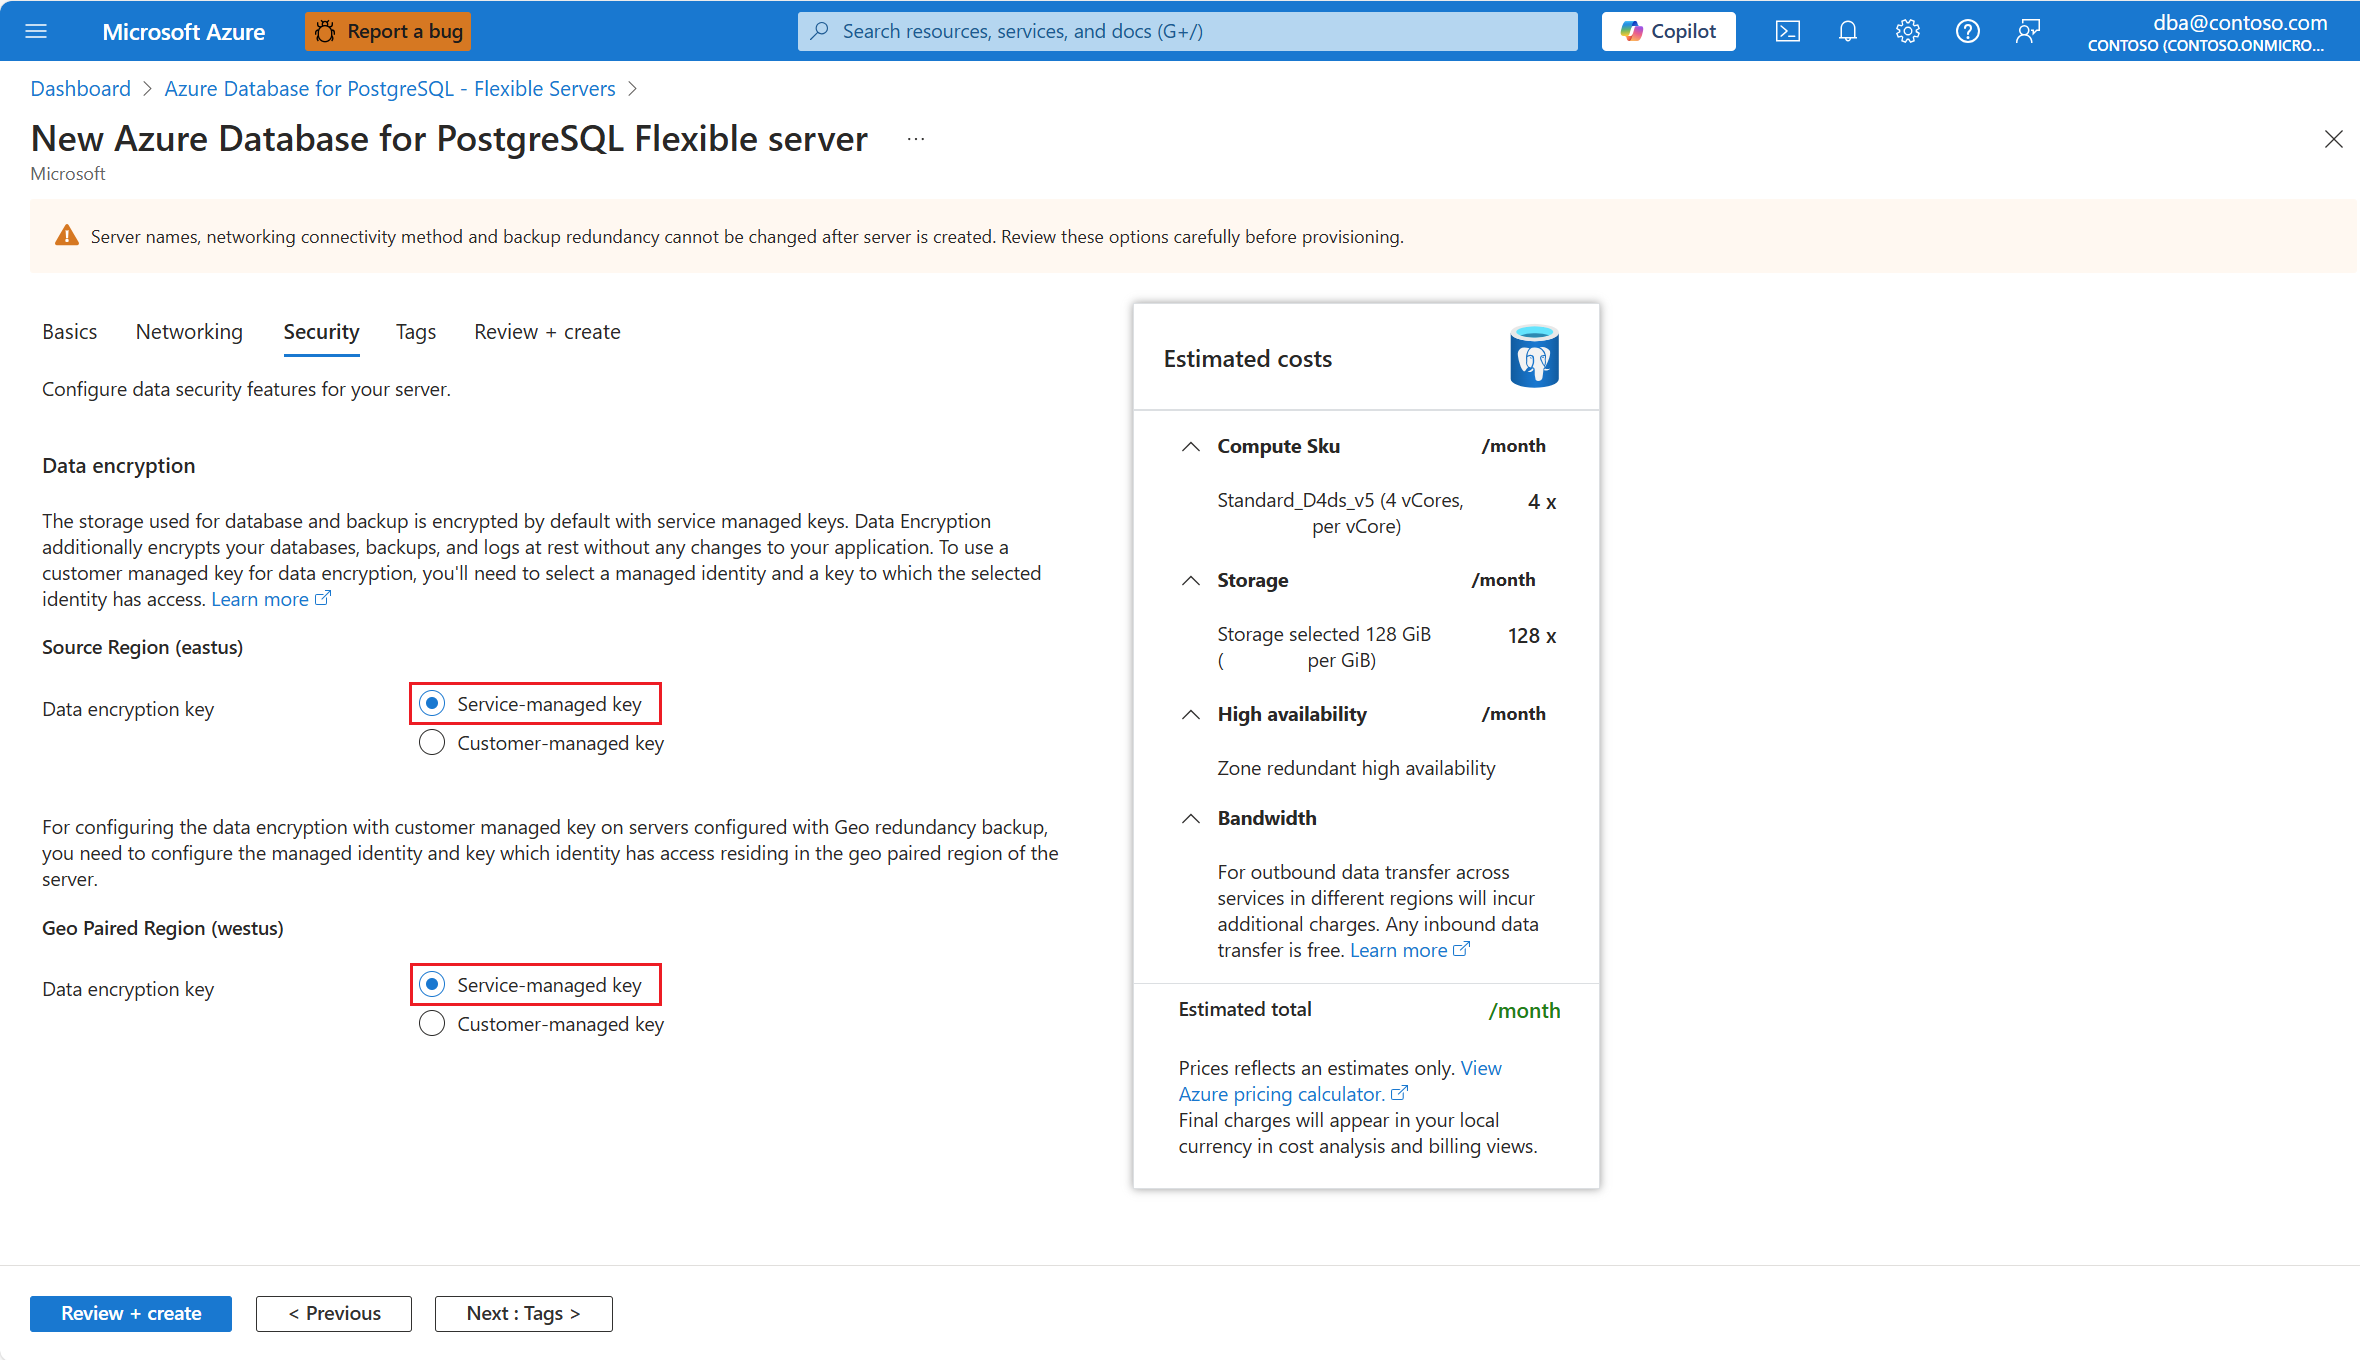 Microsoft Azure
Report a bug
Search resources, services, and docs (G+/)
Copilot
dba@contoso.com
CONTOSO (CONTOSO.ONMICRO...
Dashboard > Azure Database for PostgreSQL - Flexible Servers >
New Azure Database for PostgreSQL Flexible server ...
Microsoft
Server names, networking connectivity method and backup redundancy cannot be changed after server is created. Review these options carefully before provisioning.
Basics Networking Security Tags Review + create
Configure data security features for your server.
Data encryption
The storage used for database and backup is encrypted by default with service managed keys. Data Encryption
additionally encrypts your databases, backups, and logs at rest without any changes to your application. To use a
customer managed key for data encryption, you'll need to select a managed identity and a key to which the selected
identity has access. Learn more
Source Region (eastus)
Data encryption key
Service-managed key
Customer-managed key
For configuring the data encryption with customer managed key on servers configured with Geo redundancy backup,
you need to configure the managed identity and key which identity has access residing in the geo paired region of the
server.
Geo Paired Region (westus)
Data encryption key
Service-managed key
Customer-managed key
Estimated costs
Compute Sku /month
Standard_D4ds_v5 (4 vCores, 4 x
per vCore)
Storage /month
Storage selected 128 GiB 128 x
( per GiB)
High availability /month
Zone redundant high availability
Bandwidth
For outbound data transfer across
services in different regions will incur
additional charges. Any inbound data
transfer is free. Learn more
Estimated total /month
Prices reflects an estimates only. View
Azure pricing calculator.
Final charges will appear in your local
currency in cost analysis and billing views.
Review + create
< Previous
Next : Tags >